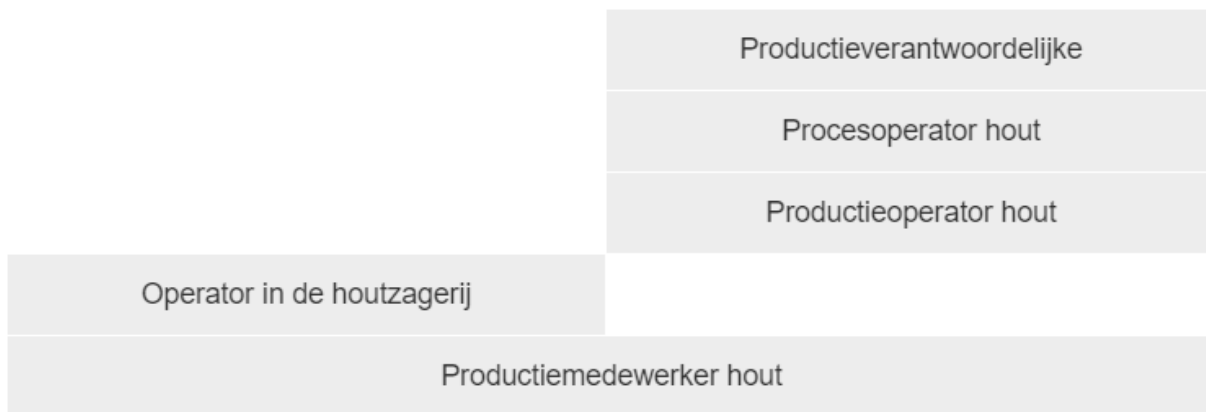 Productieverantwoordelijke
Procesoperator hout
Productieoperator hout
Operator in de houtzagerij
Productiemedewerker hout